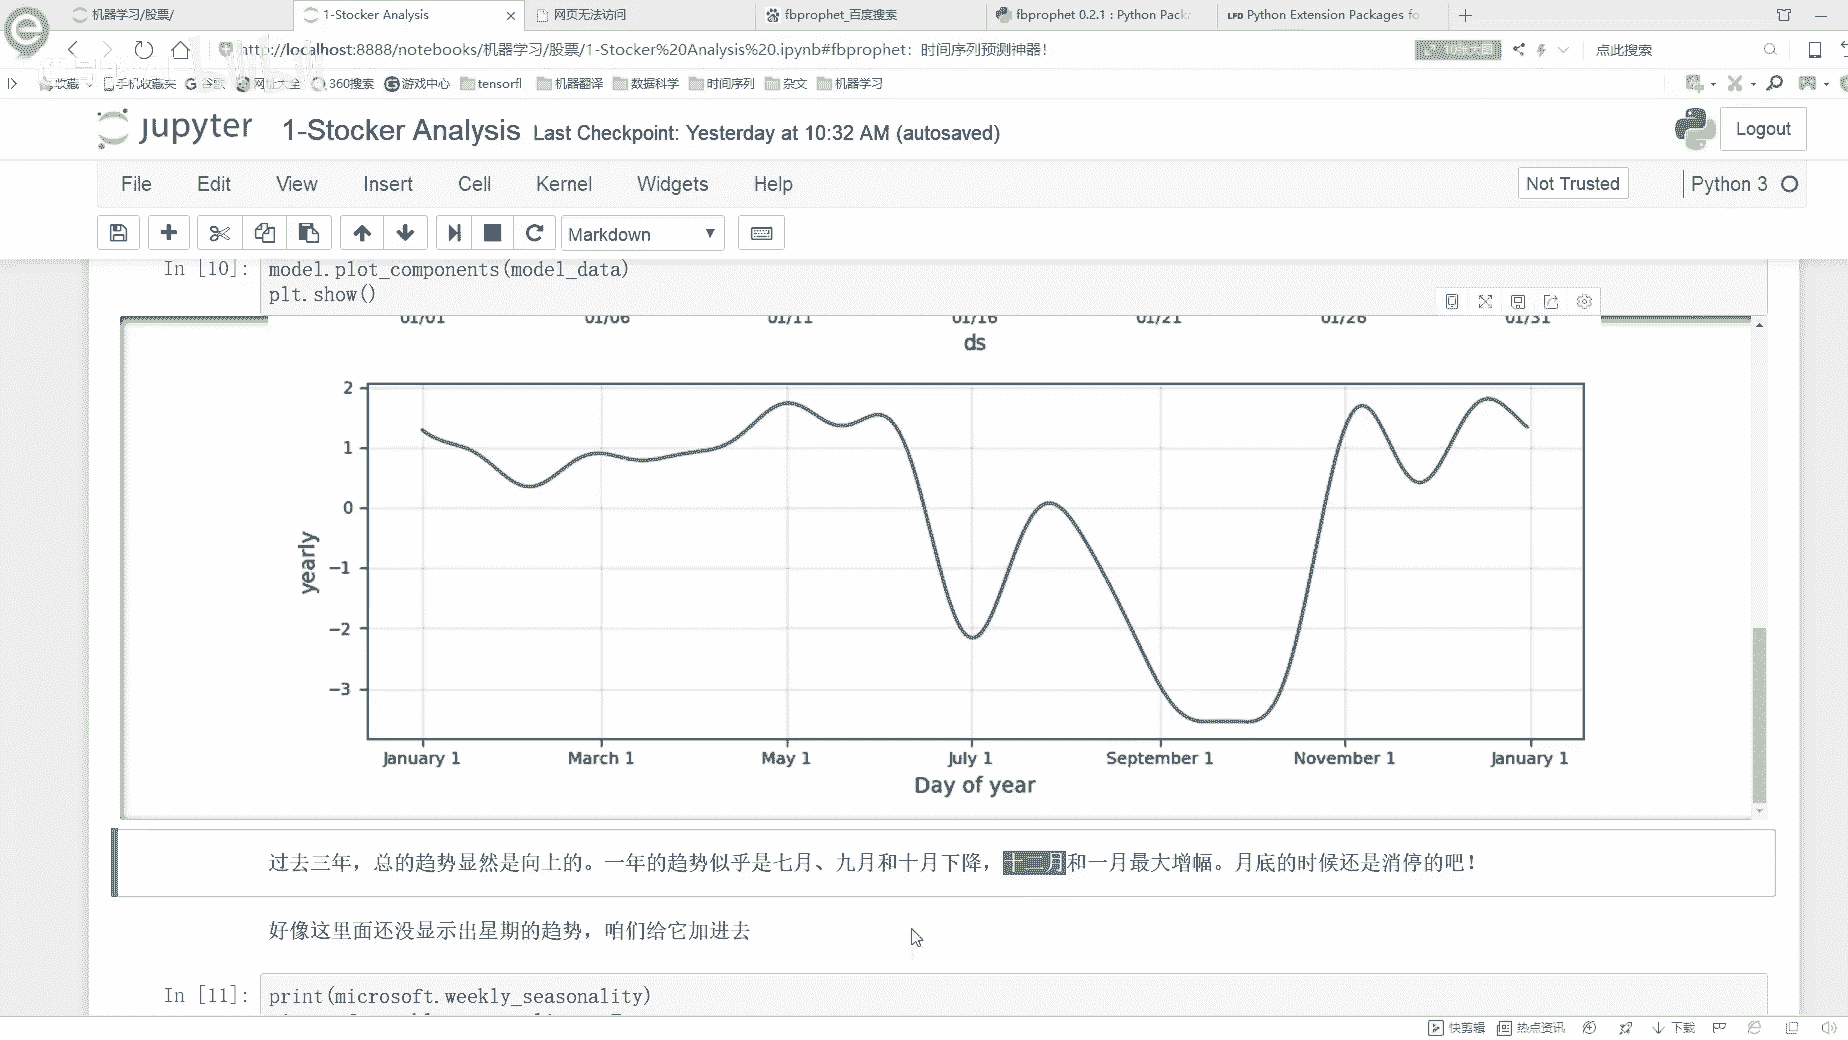 机器学习/股票/
1-Stocker Analysis
网页无法访问
fbprophet_百度搜索
fbprophet 0.2.1 : Python Pack
LFD Python Extension Packages fo
http://localhost:8888/notebooks/机器学习/股票/1-Stocker%20Analysis%20.ipynb#fbprophet：时间序列预测神器!
点此搜索
收藏
手机收藏夹
谷歌
网址大全
360搜索
游戏中心
tensorfl
机器翻译
数据科学
时间序列
杂文
机器学习
jupyter
1-Stocker Analysis
Last Checkpoint: Yesterday at 10:32 AM (autosaved)
Logout
File
Edit
View
Insert
Cell
Kernel
Widgets
Help
Not Trusted
Python 3
Markdown
In [10]:
model.plot_components(model_data)
plt.show()
01/01
01/06
01/11
01/16
01/21
01/26
01/31
ds
2
1
0
−1
−2
−3
yearly
January 1
March 1
May 1
July 1
September 1
November 1
January 1
Day of year
过去三年，总的趋势显然是向上的。一年的趋势似乎是七月、九月和十月下降，十一月和一月最大增幅。月底的时候还是消停的吧!
好像这里面还没显示出星期的趋势，咱们给它加进去
In [11]:
print(microsoft.weekly_seasonality)
快剪辑
热点资讯
下载